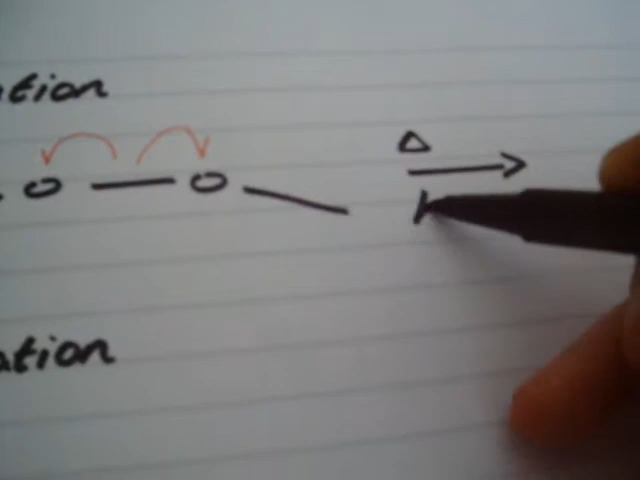 ation
Δ
O — O
ation